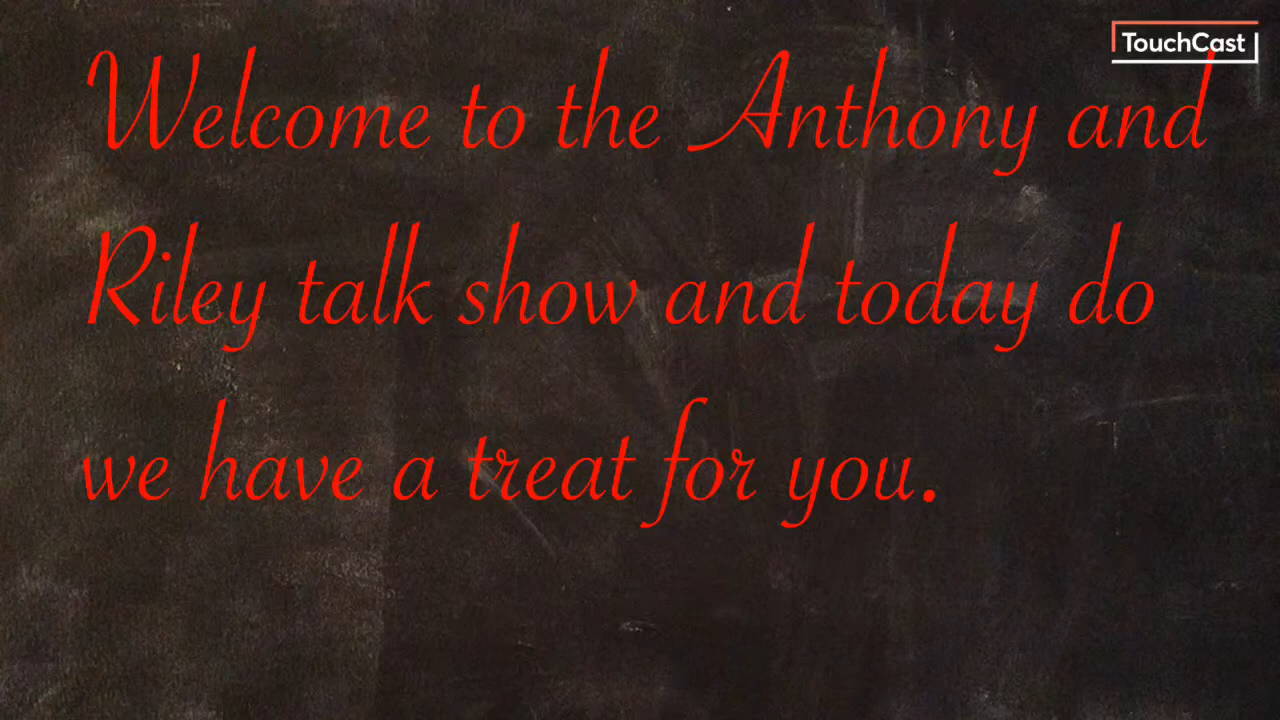 TouchCast
Welcome to the Anthony and
Riley talk show and today do
we have a treat for you.